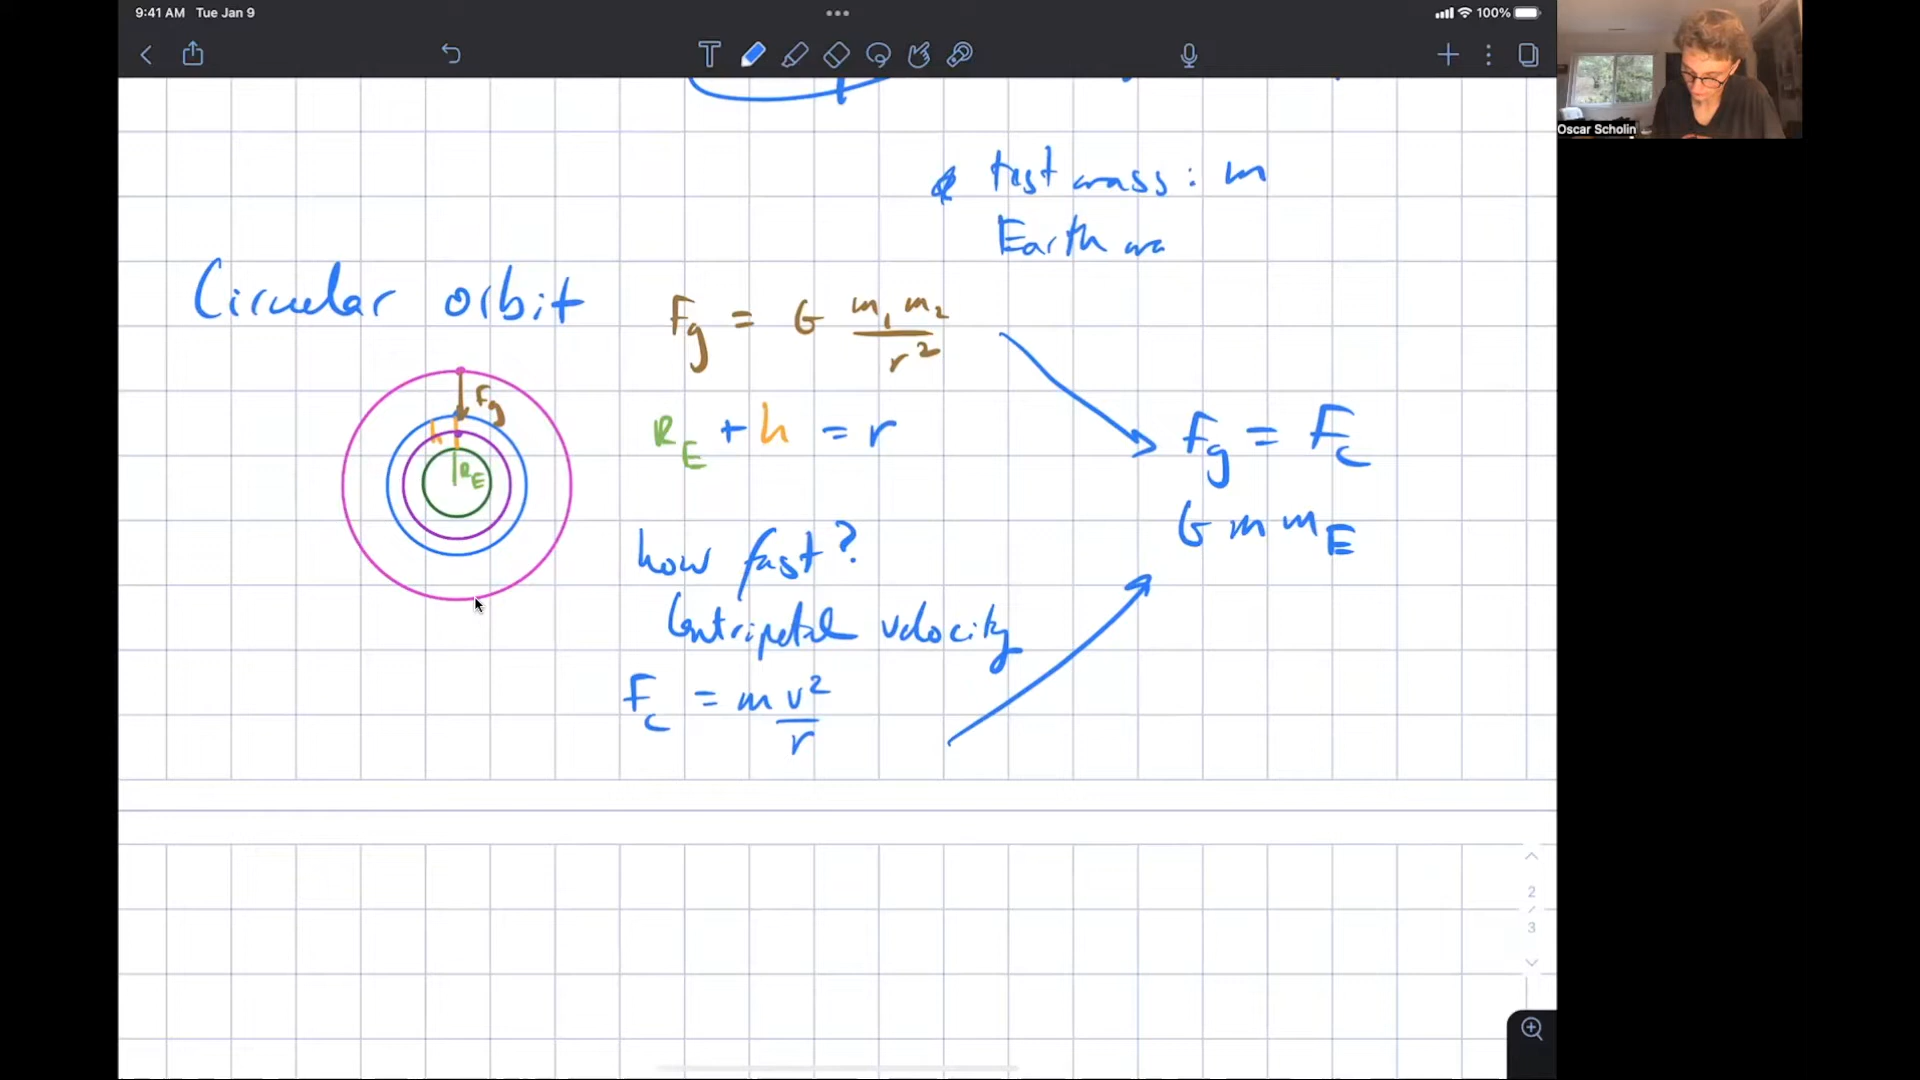 9:41 AM Tue Jan 9
100%
Oscar Scholin
test mass : m
Earth ma
Circular orbit
Fg = G m₁ m₂ / r²
Fg
h
RE
RE + h = r
Fg = Fc
G m mE
how fast?
Centripetal velocity
Fc = m v² / r
2
/
3